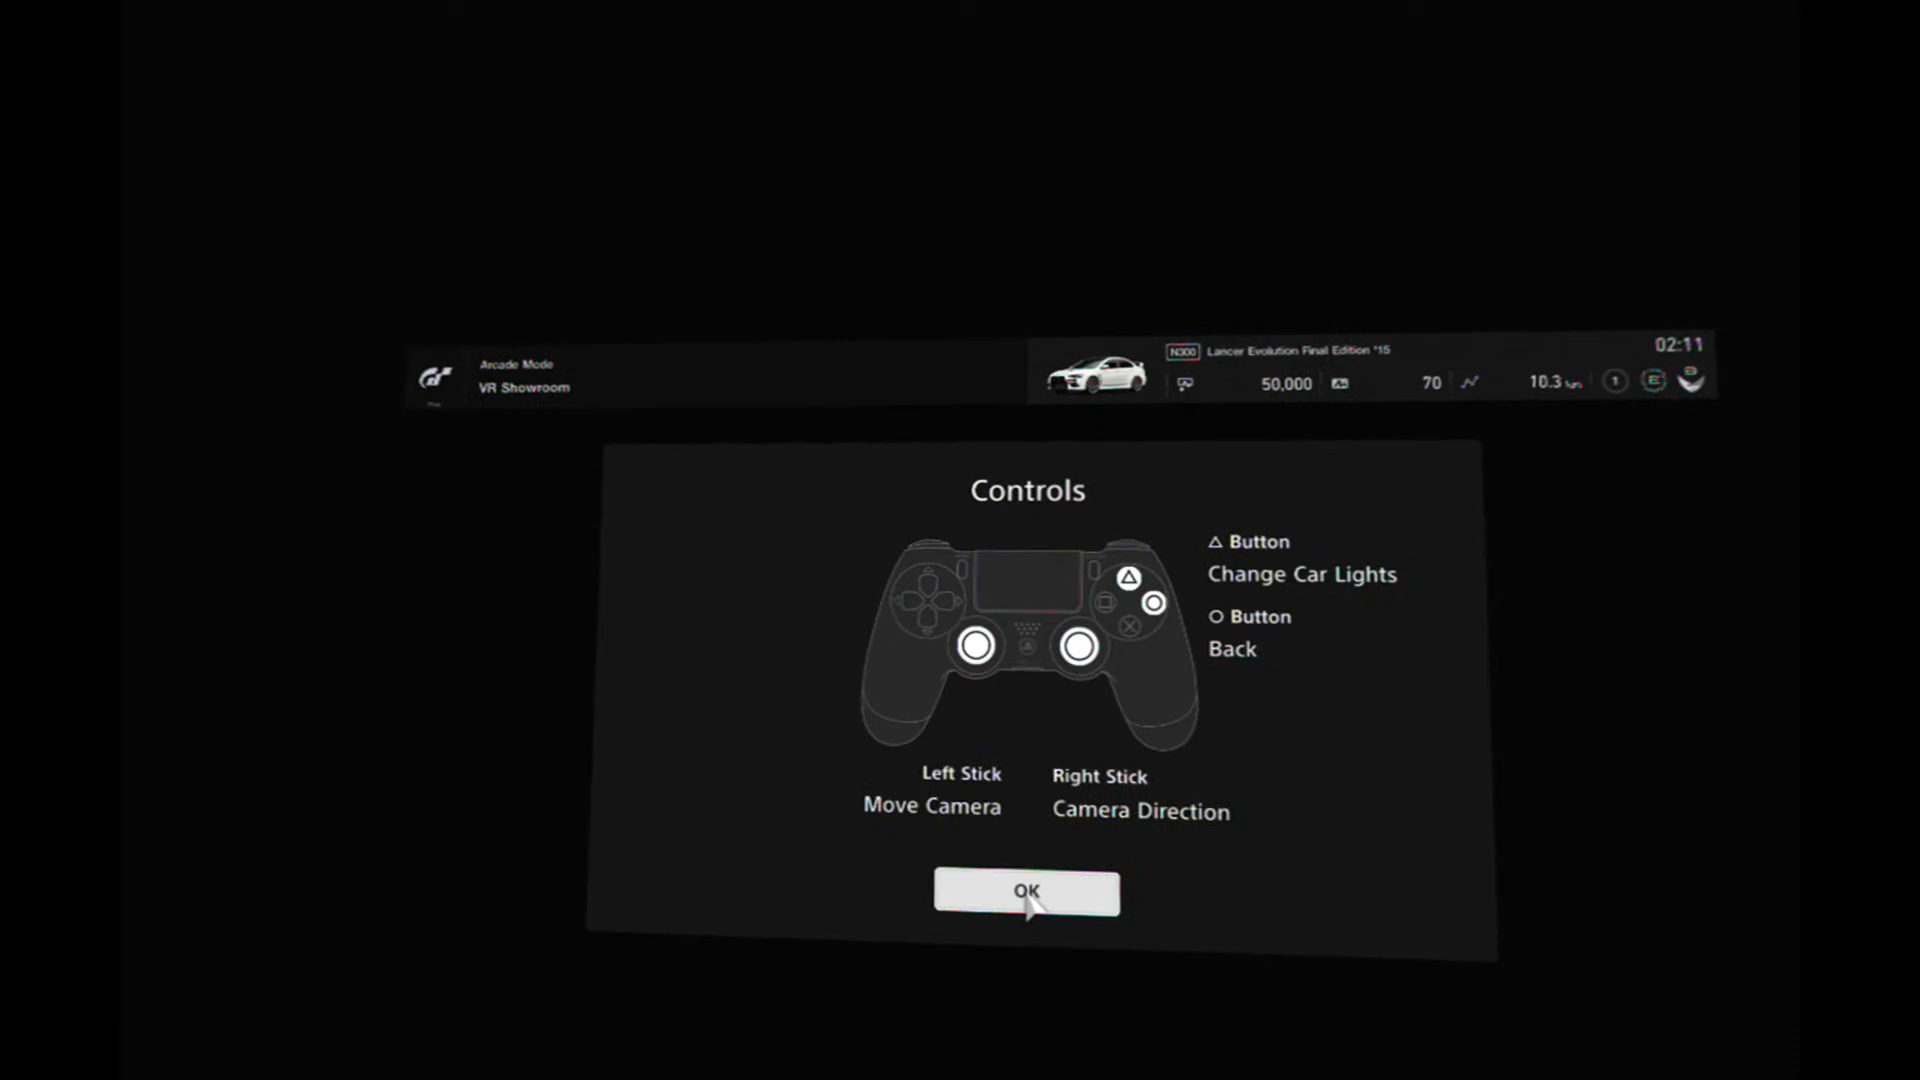 Arcade Mode
VR Showroom
N300 Lancer Evolution Final Edition '15
02:11
50,000 70 10.3 1 E
Controls
△ Button
Change Car Lights
○ Button
Back
Left Stick
Move Camera
Right Stick
Camera Direction
OK